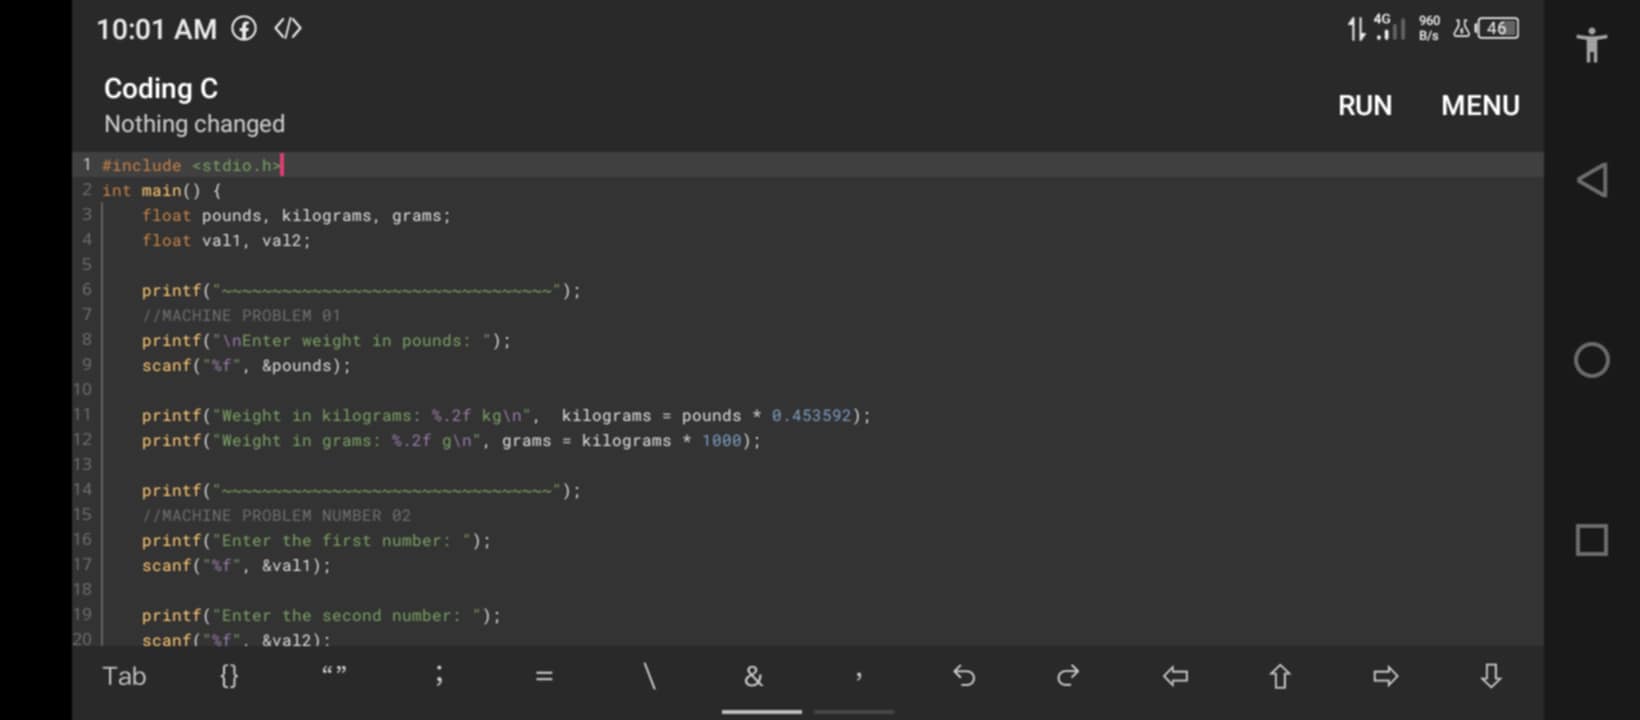 10:01 AM </> 4G 960 B/s 46
Coding C
Nothing changed
RUN MENU
1 #include <stdio.h>
2 int main() {
3 float pounds, kilograms, grams;
4 float val1, val2;
5
6 printf("~~~~~~~~~~~~~~~~~~~~~~~~~~~~~~~~~");
7 //MACHINE PROBLEM 01
8 printf("\nEnter weight in pounds: ");
9 scanf("%f", &pounds);
10
11 printf("Weight in kilograms: %.2f kg\n",  kilograms = pounds * 0.453592);
12 printf("Weight in grams: %.2f g\n", grams = kilograms * 1000);
13
14 printf("~~~~~~~~~~~~~~~~~~~~~~~~~~~~~~~~~");
15 //MACHINE PROBLEM NUMBER 02
16 printf("Enter the first number: ");
17 scanf("%f", &val1);
18
19 printf("Enter the second number: ");
20 scanf("%f", &val2);
Tab {} “” ; = \ & ,